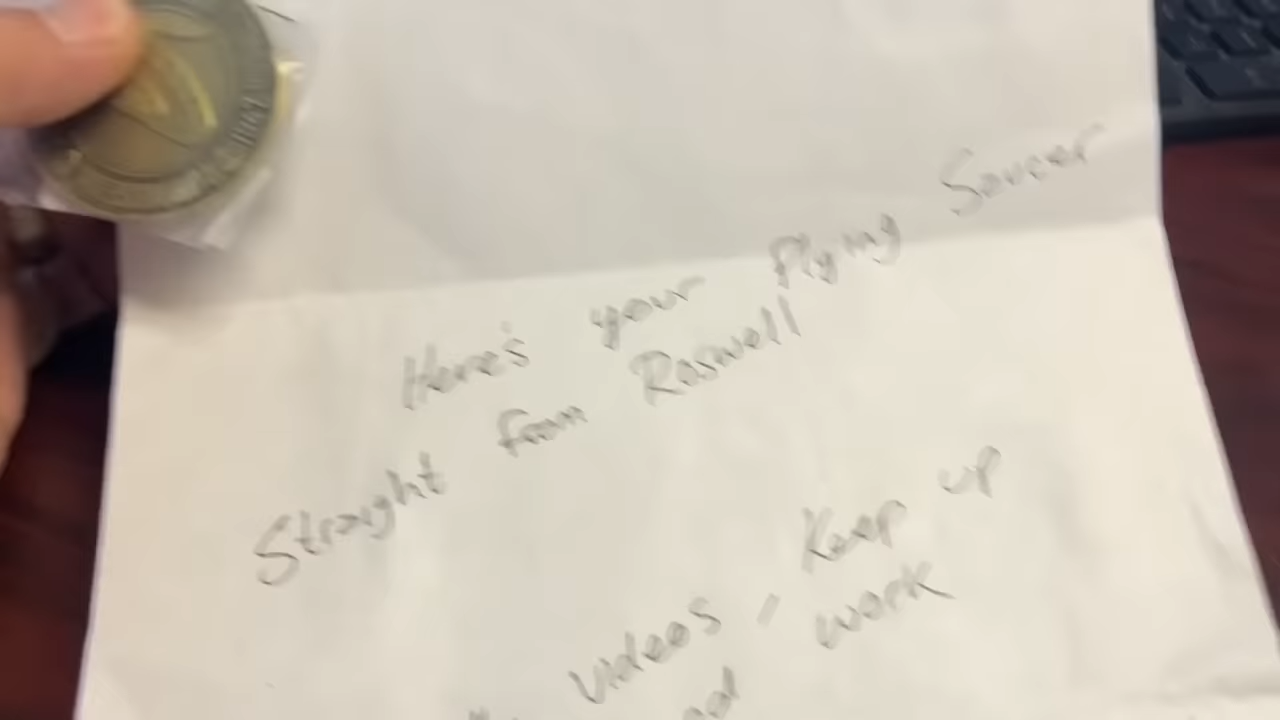 Here's your flying Saucer
Straight from Roswell
videos, Keep up
work